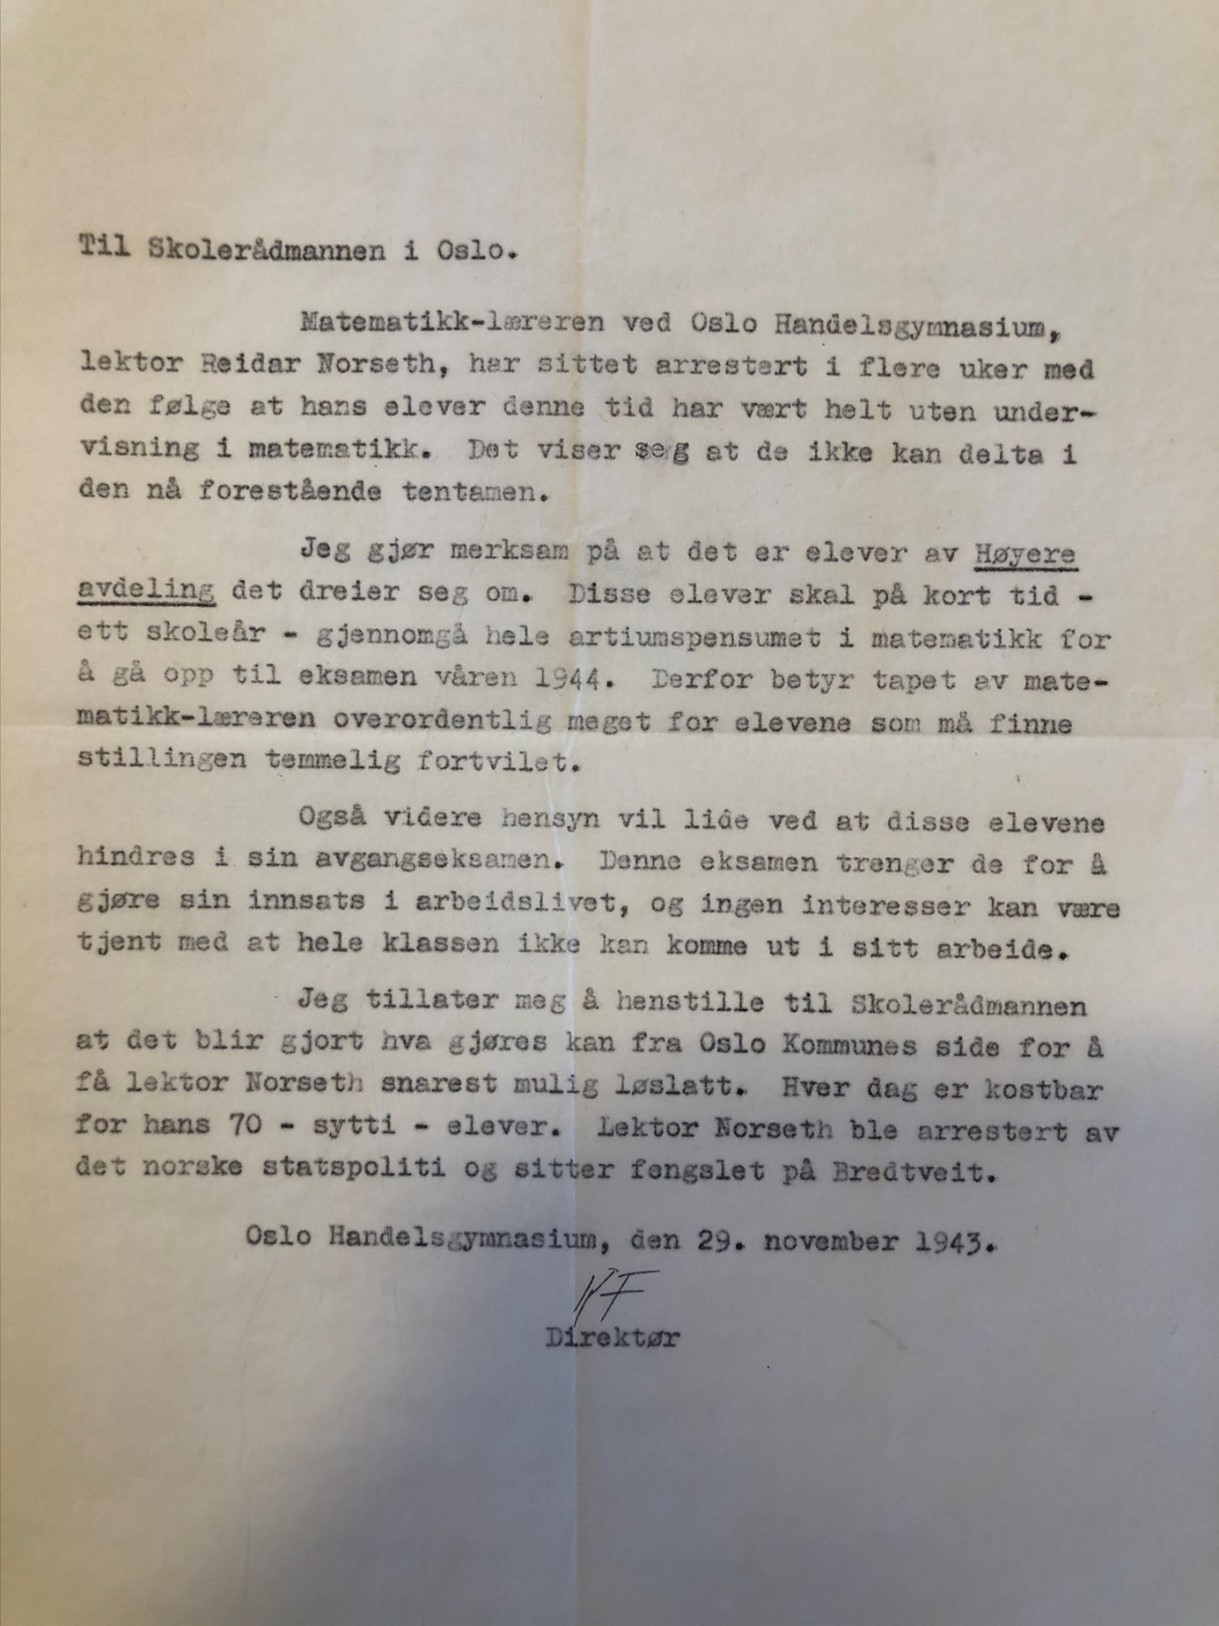 Til Skolerådmannen i Oslo.
Matematikk-læreren ved Oslo Handelsgymnasium,
lektor Reidar Norseth, har sittet arrestert i flere uker med
den følge at hans elever denne tid har vært helt uten under-
visning i matematikk. Det viser seg at de ikke kan delta i
den nå forestående tentamen.
Jeg gjør merksam på at det er elever av Høyere
avdeling det dreier seg om. Disse elever skal på kort tid -
ett skoleår - gjennomgå hele artiumspensumet i matematikk for
å gå opp til eksamen våren 1944. Derfor betyr tapet av mate-
matikk-læreren overordentlig meget for elevene som må finne
stillingen temmelig fortvilet.
Også videre hensyn vil lide ved at disse elevene
hindres i sin avgangseksamen. Denne eksamen trenger de for å
gjøre sin innsats i arbeidslivet, og ingen interesser kan være
tjent med at hele klassen ikke kan komme ut i sitt arbeide.
Jeg tillater meg å henstille til Skolerådmannen
at det blir gjort hva gjøres kan fra Oslo Kommunes side for å
få lektor Norseth snarest mulig løslatt. Hver dag er kostbar
for hans 70 - sytti - elever. Lektor Norseth ble arrestert av
det norske statspoliti og sitter fengslet på Bredtveit.
Oslo Handelsgymnasium, den 29. november 1943.
Direktør